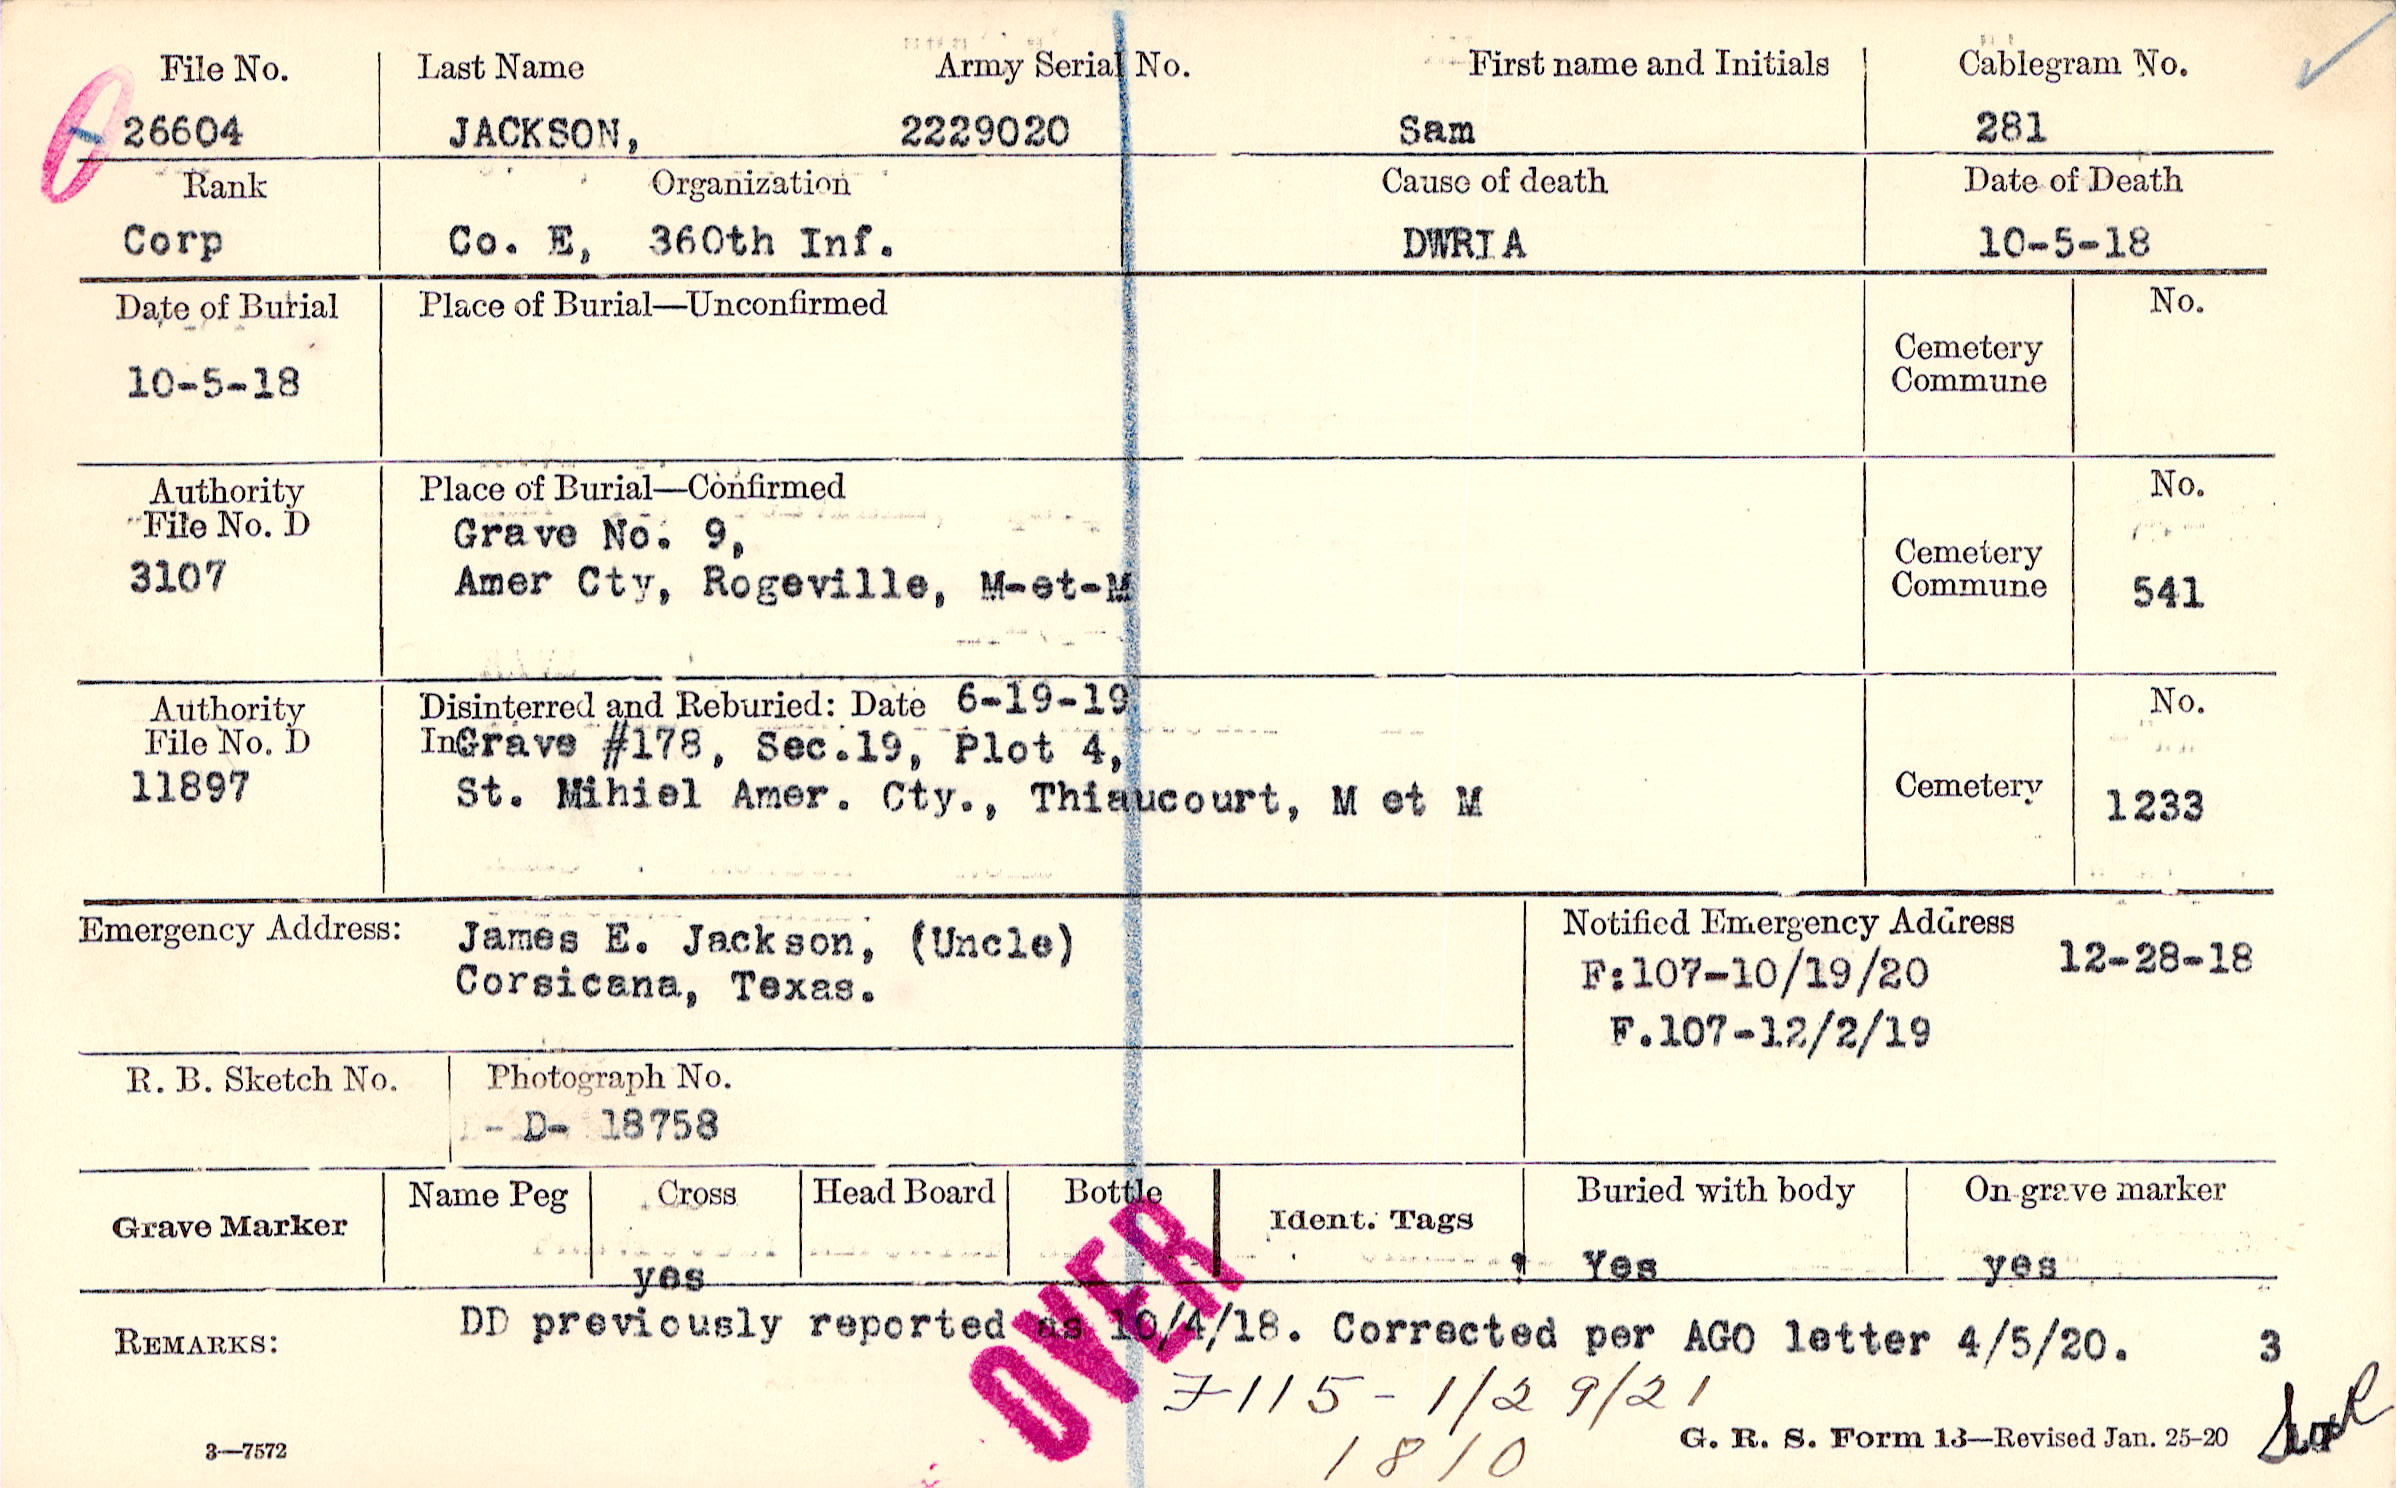 File No. Last Name Army Serial No. First name and Initials Cablegram No.
26604 JACKSON, 2229020 Sam 281
Rank Organization Cause of death Date of Death
Corp Co. E, 360th Inf. DWRIA 10-5-18
Date of Burial Place of Burial—Unconfirmed No.
10-5-18 Cemetery
Commune
Authority Place of Burial—Confirmed No.
File No. D Grave No. 9, Cemetery
3107 Amer Cty, Rogeville, M-et-M Commune 541
Authority Disinterred and Reburied: Date 6-19-19 No.
File No. D In Grave #178, Sec.19, Plot 4,
11897 St. Mihiel Amer. Cty., Thiaucourt, M et M Cemetery 1233
Emergency Address: James E. Jackson, (Uncle) Notified Emergency Address 12-28-18
Corsicana, Texas. F:107-10/19/20
F.107-12/2/19
R. B. Sketch No. Photograph No.
- D- 18758
Grave Marker Name Peg Cross Head Board Bottle Ident. Tags Buried with body On grave marker
yes Yes yes
REMARKS: DD previously reported as 10/4/18. Corrected per AGO letter 4/5/20. 3
OVER
F115-1/29/21
1810
3—7572 G. R. S. Form 13—Revised Jan. 25-20